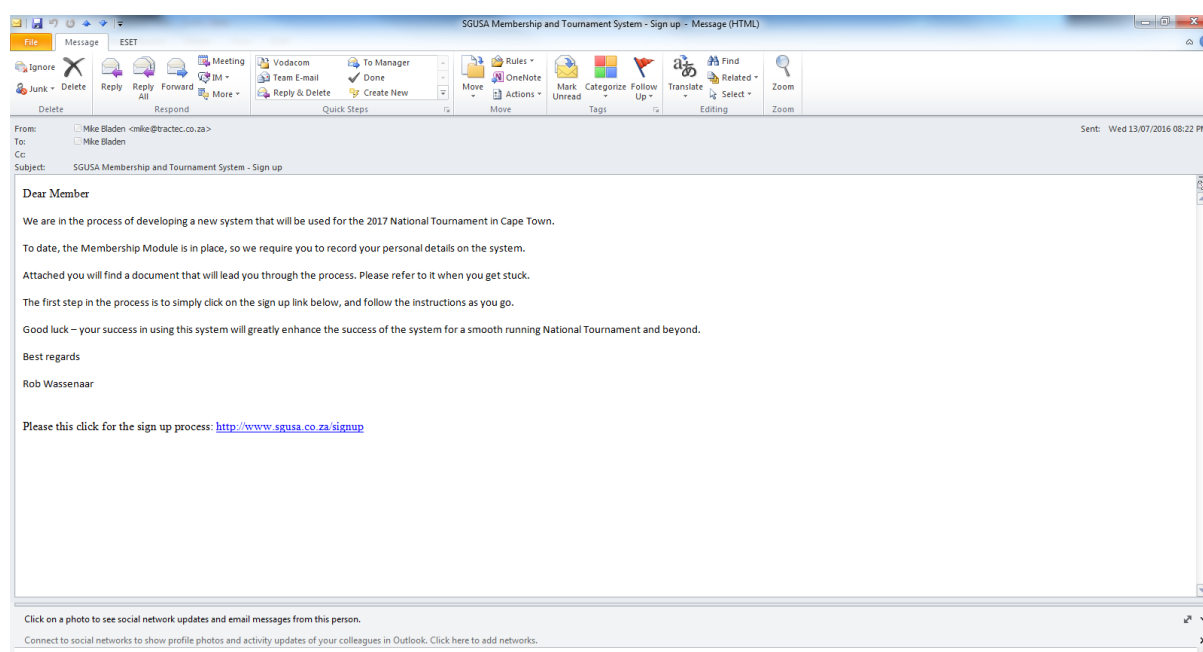 SGUSA Membership and Tournament System - Sign up - Message (HTML)
File Message ESET
Ignore
Junk
Delete
Reply
Reply All
Forward
Meeting
IM
More
Vodacom
Team E-mail
Reply & Delete
To Manager
Done
Create New
Move
Rules
OneNote
Actions
Mark Unread
Categorize
Follow Up
Translate
Find
Related
Select
Zoom
Delete Respond Quick Steps Move Tags Editing Zoom
From: Mike Bladen <mike@tractec.co.za> Sent: Wed 13/07/2016 08:22 PM
To: Mike Bladen
Cc:
Subject: SGUSA Membership and Tournament System - Sign up
Dear Member
We are in the process of developing a new system that will be used for the 2017 National Tournament in Cape Town.
To date, the Membership Module is in place, so we require you to record your personal details on the system.
Attached you will find a document that will lead you through the process. Please refer to it when you get stuck.
The first step in the process is to simply click on the sign up link below, and follow the instructions as you go.
Good luck – your success in using this system will greatly enhance the success of the system for a smooth running National Tournament and beyond.
Best regards
Rob Wassenaar
Please this click for the sign up process: http://www.sgusa.co.za/signup
Click on a photo to see social network updates and email messages from this person.
Connect to social networks to show profile photos and activity updates of your colleagues in Outlook. Click here to add networks.